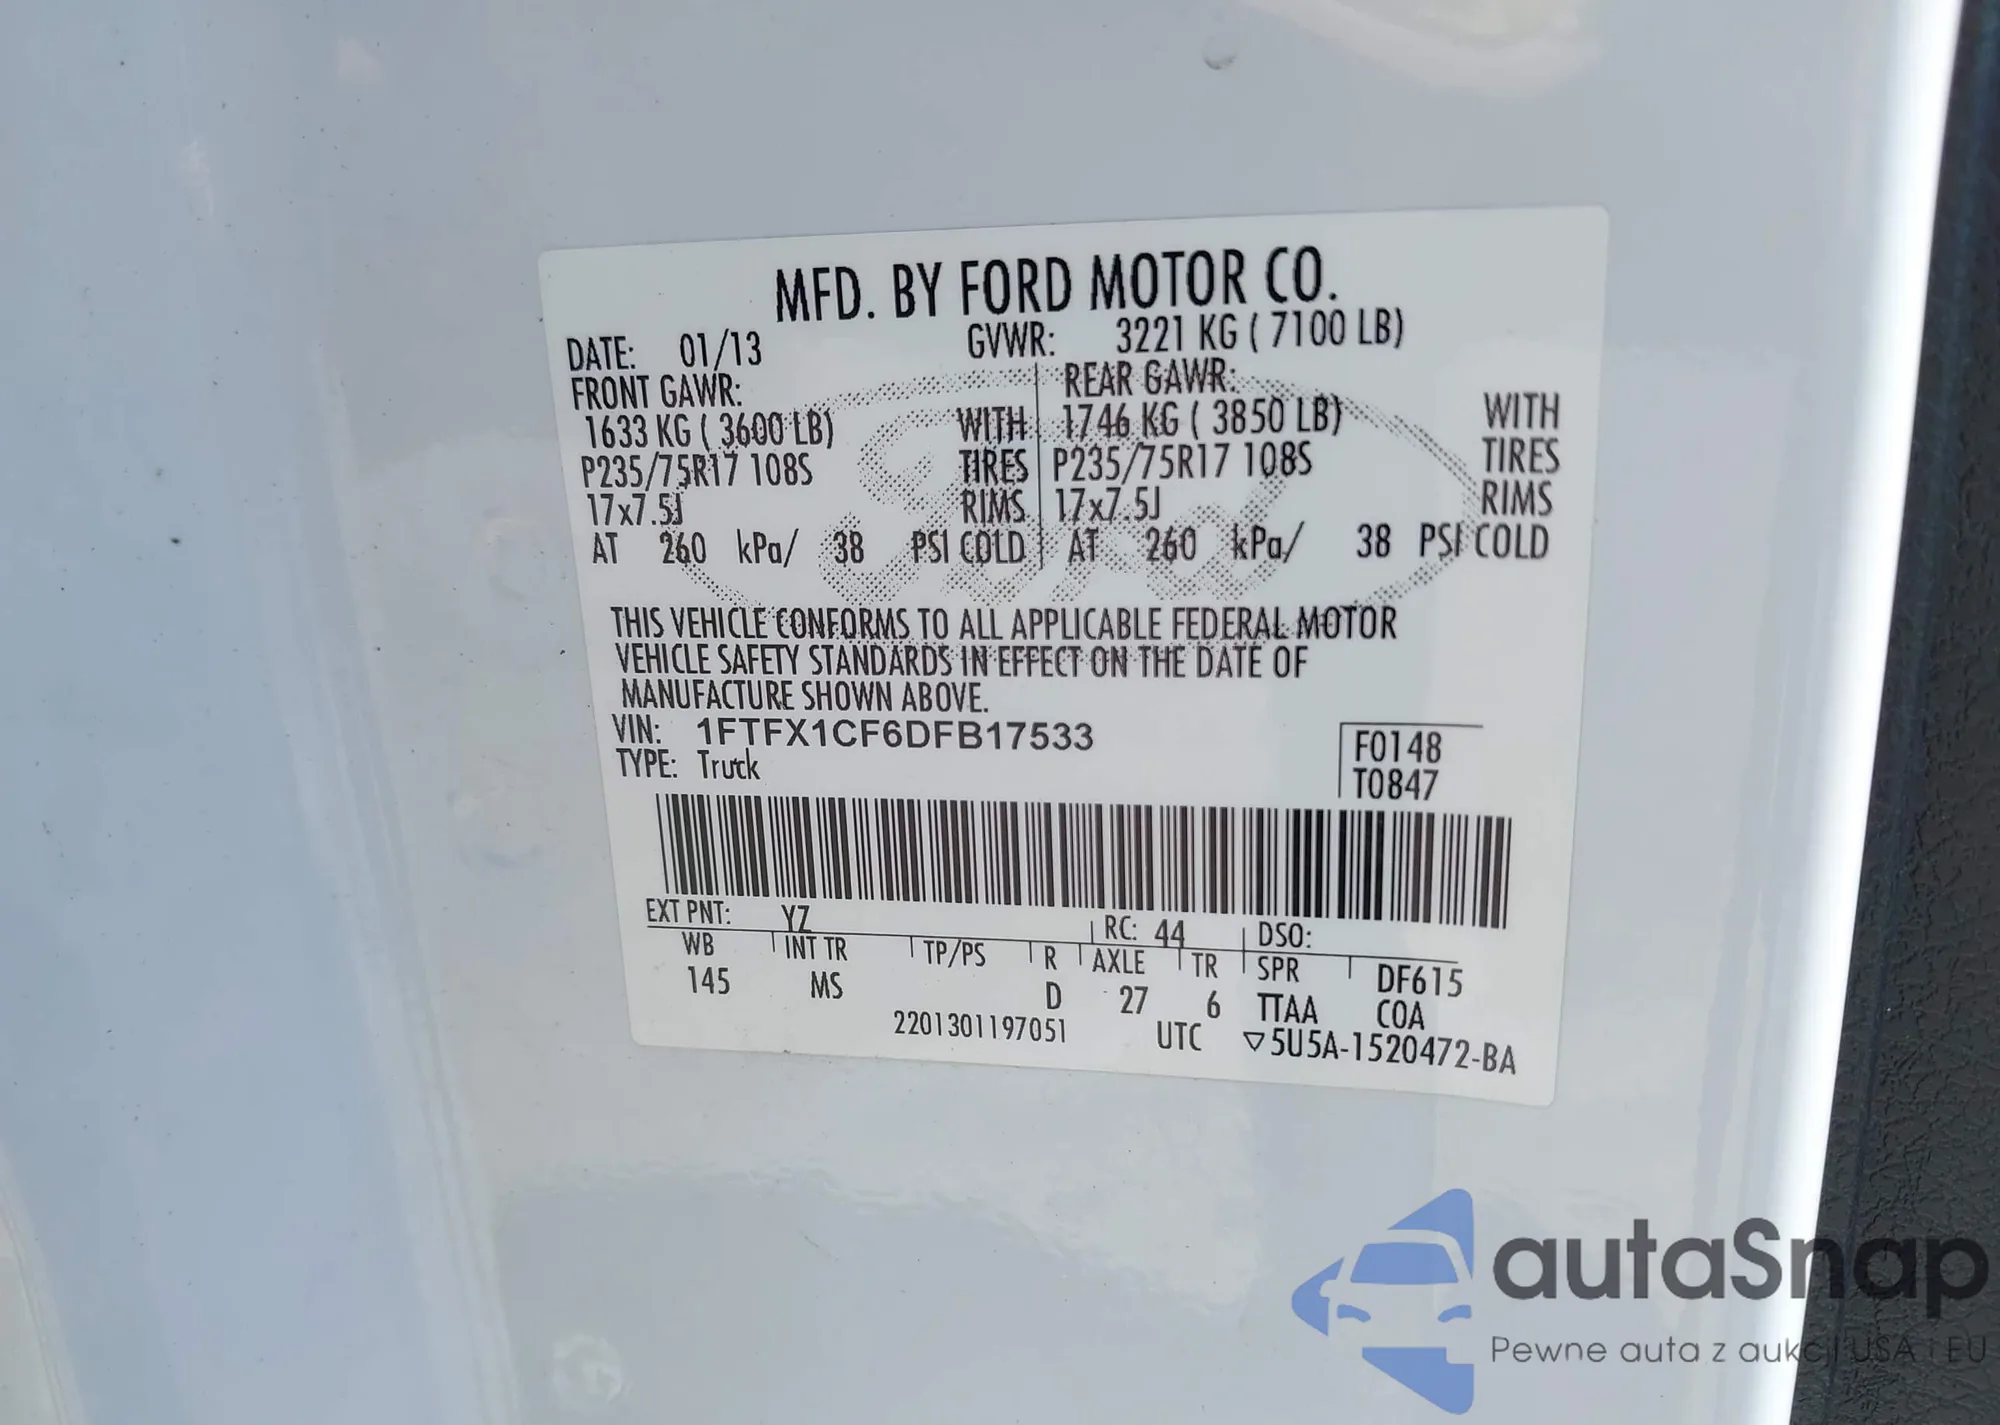 MFD. BY FORD MOTOR CO.
DATE: 01/13 GVWR: 3221 KG ( 7100 LB)
FRONT GAWR: REAR GAWR:
1633 KG ( 3600 LB) WITH 1746 KG ( 3850 LB) WITH
P235/75R17 108S TIRES P235/75R17 108S TIRES
17x7.5J RIMS 17x7.5J RIMS
AT 260 kPa/ 38 PSI COLD AT 260 kPa/ 38 PSI COLD
Ford
THIS VEHICLE CONFORMS TO ALL APPLICABLE FEDERAL MOTOR
VEHICLE SAFETY STANDARDS IN EFFECT ON THE DATE OF
MANUFACTURE SHOWN ABOVE.
VIN: 1FTFX1CF6DFB17533
TYPE: Truck
F0148
T0847
EXT PNT: YZ RC: 44 DSO:
WB INT TR TP/PS R AXLE TR SPR DF615
145 MS D 27 6 TTAA COA
2201301197051 UTC ▽5U5A-1520472-BA
autaSnap
Pewne auta z aukcji USA i EU